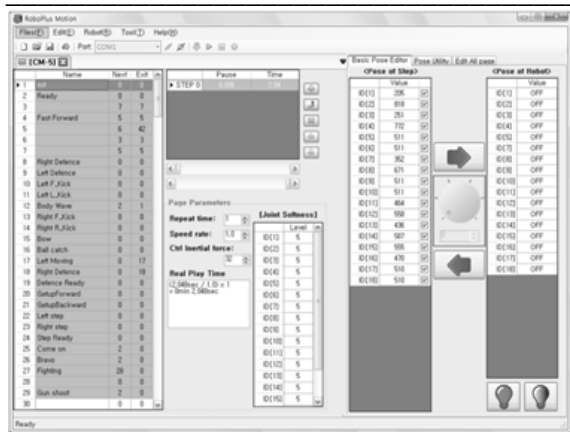 RoboPlus Motion
Files(F) Edit(E) Robot(R) Tool(T) Help(H)
Port: COM1
[CM-5]
Name Next Exit
1 Init 0 0
2 Ready 0 0
3 7 7
4 Fast Forward 5 5
5 6 42
6 3 3
7 5 5
8 Right Defence 0 0
9 Left Defence 0 0
10 Left F_Kick 0 0
11 Left L_Kick 0 0
12 Body Wave 2 1
13 Right F_Kick 0 0
14 Right R_Kick 0 0
15 Bow 0 0
16 Ball catch 0 0
17 Left Moving 0 17
18 Right Defence 0 18
19 Defence Ready 0 0
20 GetupForward 0 0
21 GetupBackward 0 0
22 Left step 0 0
23 Right step 0 0
24 Step Ready 0 0
25 Come on 2 0
26 Bravo 2 0
27 Fighting 28 0
28 0 0
29 Gun shoot 2 0
30 0 0
Pause Time
STEP 0
Page Parameters
Repeat time: 1
Speed rate: 1.0
Ctrl Inertial force:
32
Real Play Time
(2.048sec / 1.0) x 1
= 0min 2.048sec
[Joint Softness]
Level
ID[1] 5
ID[2] 5
ID[3] 5
ID[4] 5
ID[5] 5
ID[6] 5
ID[7] 5
ID[8] 5
ID[9] 5
ID[10] 5
ID[11] 5
ID[12] 5
ID[13] 5
ID[14] 5
ID[15] 5
Basic Pose Editor Pose Utility Edit All page
<Pose of Step>
Value
ID[1] 205
ID[2] 818
ID[3] 251
ID[4] 772
ID[5] 511
ID[6] 511
ID[7] 352
ID[8] 671
ID[9] 511
ID[10] 511
ID[11] 464
ID[12] 558
ID[13] 436
ID[14] 587
ID[15] 555
ID[16] 470
ID[17] 510
ID[18] 510
<Pose of Robot>
Value
ID[1] OFF
ID[2] OFF
ID[3] OFF
ID[4] OFF
ID[5] OFF
ID[6] OFF
ID[7] OFF
ID[8] OFF
ID[9] OFF
ID[10] OFF
ID[11] OFF
ID[12] OFF
ID[13] OFF
ID[14] OFF
ID[15] OFF
ID[16] OFF
ID[17] OFF
ID[18] OFF
Ready